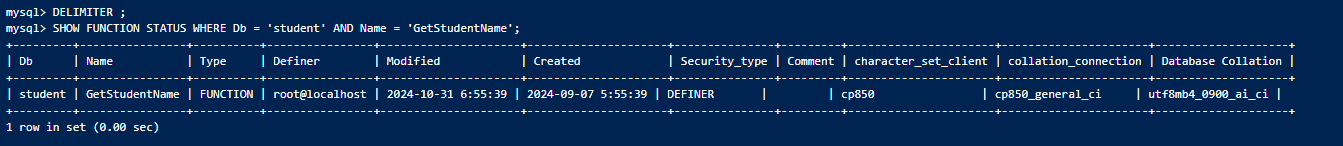 mysql> DELIMITER ;
mysql> SHOW FUNCTION STATUS WHERE Db = 'student' AND Name = 'GetStudentName';
+---------+----------------+----------+----------------+---------------------+---------------------+---------------+---------+----------------------+----------------------+--------------------+
| Db      | Name           | Type     | Definer        | Modified            | Created             | Security_type | Comment | character_set_client | collation_connection | Database Collation |
+---------+----------------+----------+----------------+---------------------+---------------------+---------------+---------+----------------------+----------------------+--------------------+
| student | GetStudentName | FUNCTION | root@localhost | 2024-10-31 6:55:39 | 2024-09-07 5:55:39 | DEFINER       |         | cp850                | cp850_general_ci     | utf8mb4_0900_ai_ci |
+---------+----------------+----------+----------------+---------------------+---------------------+---------------+---------+----------------------+----------------------+--------------------+
1 row in set (0.00 sec)